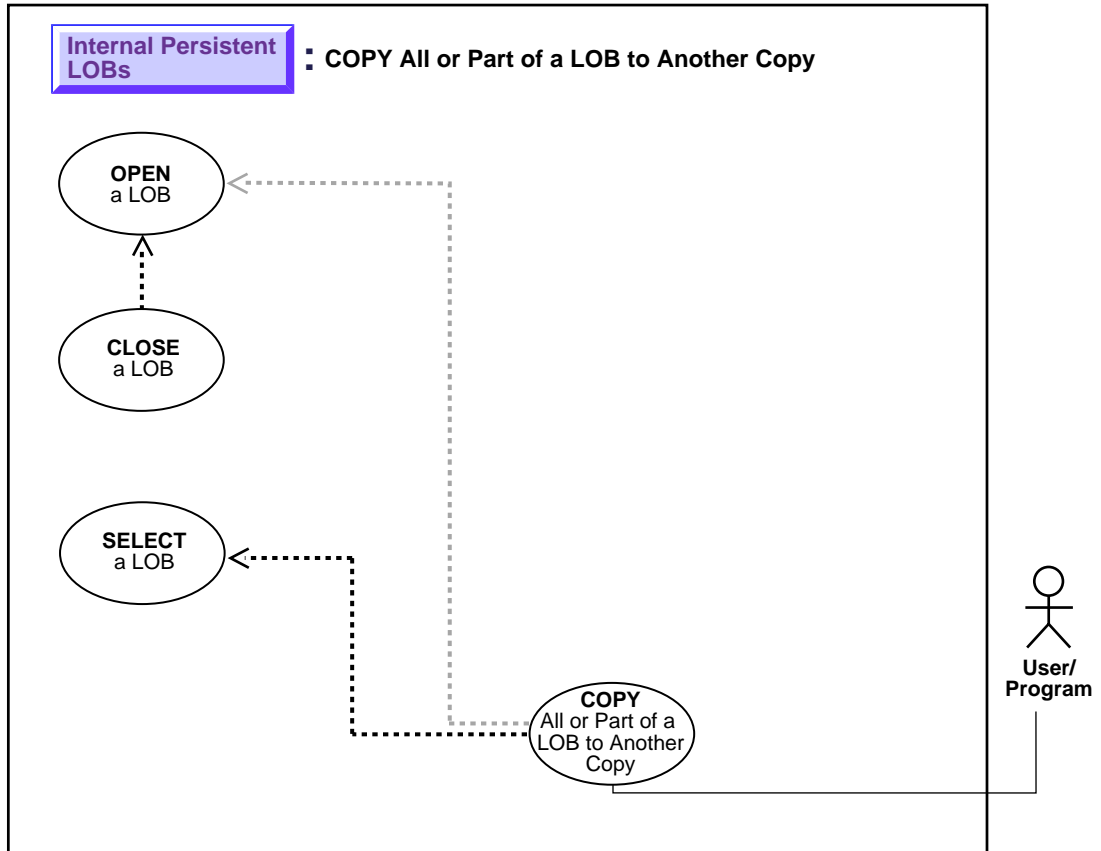 Internal Persistent
LOBs
: COPY All or Part of a LOB to Another Copy
OPEN
a LOB
CLOSE
a LOB
SELECT
a LOB
User/
Program
COPY
All or Part of a
LOB to Another
Copy